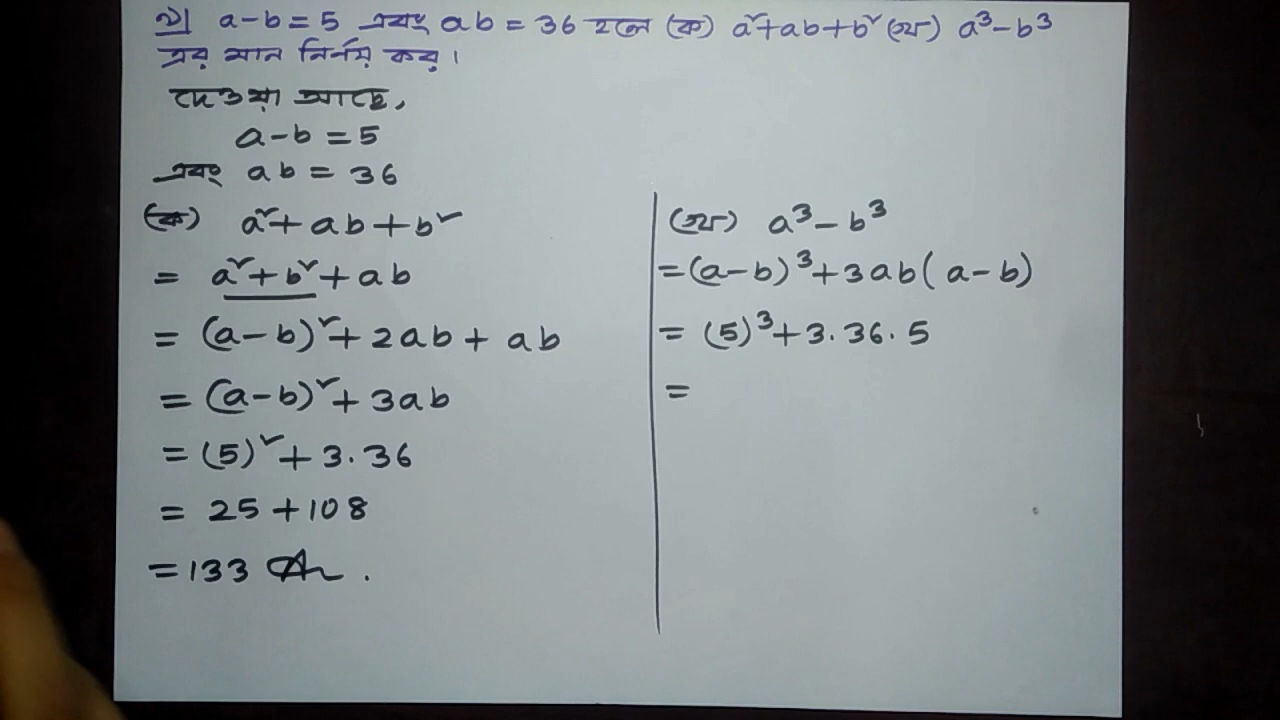 ১। a-b=5 এবং ab=36 হলে (ক) a²+ab+b² (খ) a³-b³
এর মান নির্নয় কর।
দেওয়া আছে,
a-b=5
এবং ab=36
(ক) a²+ab+b²
= a²+b²+ab
= (a-b)²+2ab+ab
= (a-b)²+3ab
= (5)²+3.36
= 25+108
=133 Ans.
(খ) a³-b³
=(a-b)³+3ab(a-b)
= (5)³+3.36.5
=